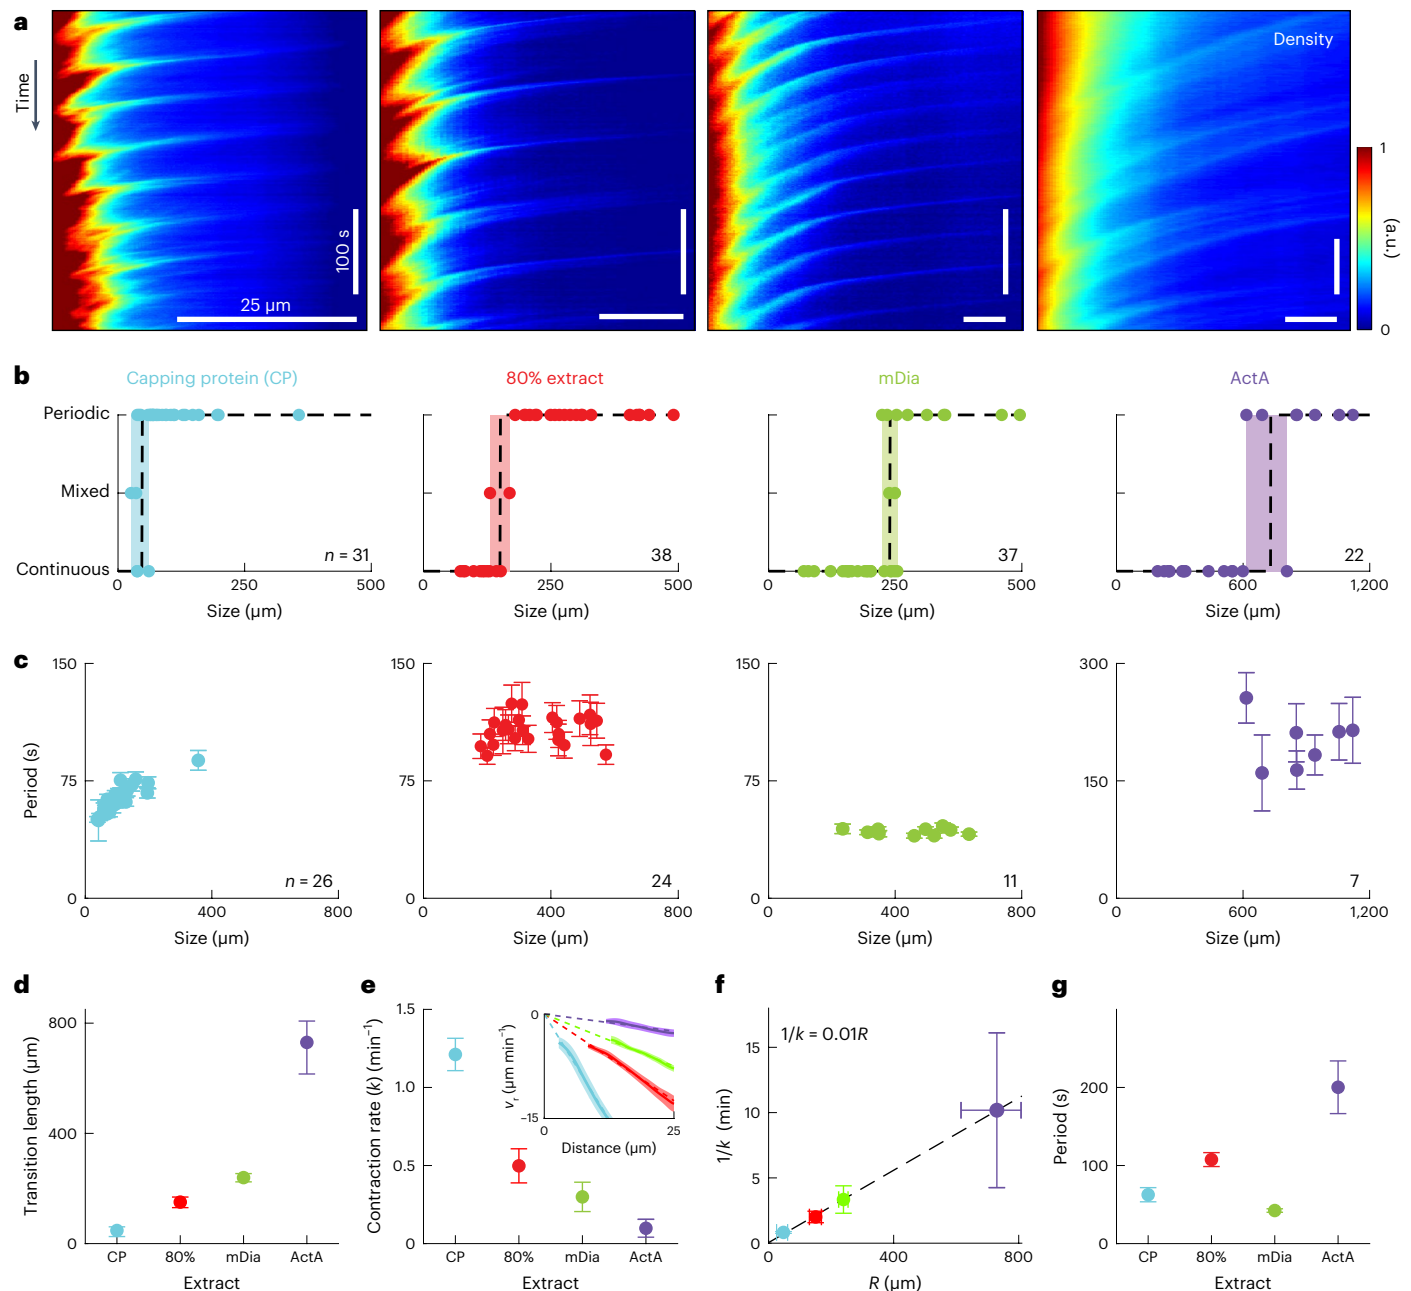 a
Time
Density
100 s
25 µm
1
0
(a.u.)
b
Capping protein (CP)
80% extract
mDia
ActA
Periodic
Mixed
Continuous
n = 31
38
37
22
0
250
500
0
250
500
0
250
500
0
600
1,200
Size (µm)
Size (µm)
Size (µm)
Size (µm)
c
150
75
0
Period (s)
n = 26
0
400
800
Size (µm)
150
75
0
24
0
400
800
Size (µm)
150
75
0
11
0
400
800
Size (µm)
300
150
0
7
0
600
1,200
Size (µm)
d
Transition length (µm)
800
400
0
CP
80%
mDia
ActA
Extract
e
Contraction rate (k) (min⁻¹)
1.5
1.0
0.5
0
CP
80%
mDia
ActA
Extract
0
–15
vᵣ (µm min⁻¹)
0
25
Distance (µm)
f
1/k = 0.01R
1/k (min)
15
10
5
0
0
400
800
R (µm)
g
Period (s)
200
100
0
CP
80%
mDia
ActA
Extract